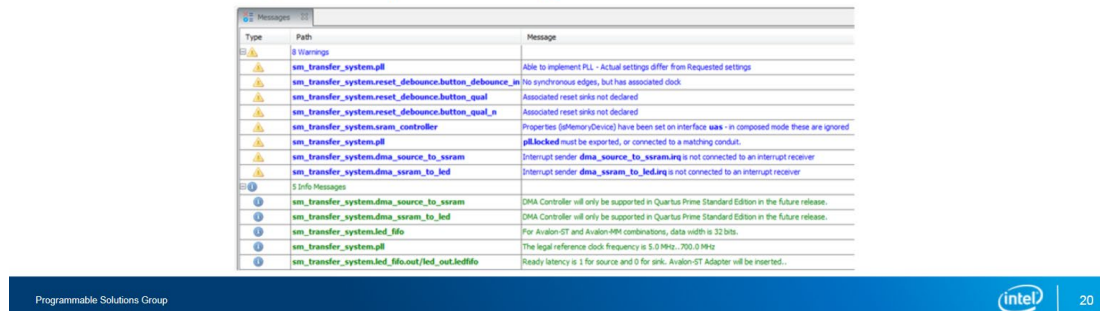 Messages
Type Path Message
8 Warnings
sm_transfer_system.pll Able to implement PLL - Actual settings differ from Requested settings
sm_transfer_system.reset_debounce.button_debounce_in No synchronous edges, but has associated clock
sm_transfer_system.reset_debounce.button_qual Associated reset sinks not declared
sm_transfer_system.reset_debounce.button_qual_n Associated reset sinks not declared
sm_transfer_system.sram_controller Properties (isMemoryDevice) have been set on interface uas - in composed mode these are ignored
sm_transfer_system.pll pll.locked must be exported, or connected to a matching conduit.
sm_transfer_system.dma_source_to_ssram Interrupt sender dma_source_to_ssram.irq is not connected to an interrupt receiver
sm_transfer_system.dma_ssram_to_led Interrupt sender dma_ssram_to_led.irq is not connected to an interrupt receiver
5 Info Messages
sm_transfer_system.dma_source_to_ssram DMA Controller will only be supported in Quartus Prime Standard Edition in the future release.
sm_transfer_system.dma_ssram_to_led DMA Controller will only be supported in Quartus Prime Standard Edition in the future release.
sm_transfer_system.led_fifo For Avalon-ST and Avalon-MM combinations, data width is 32 bits.
sm_transfer_system.pll The legal reference clock frequency is 5.0 MHz..700.0 MHz
sm_transfer_system.led_fifo.out/led_out.ledfifo Ready latency is 1 for source and 0 for sink. Avalon-ST Adapter will be inserted..
Programmable Solutions Group intel 20